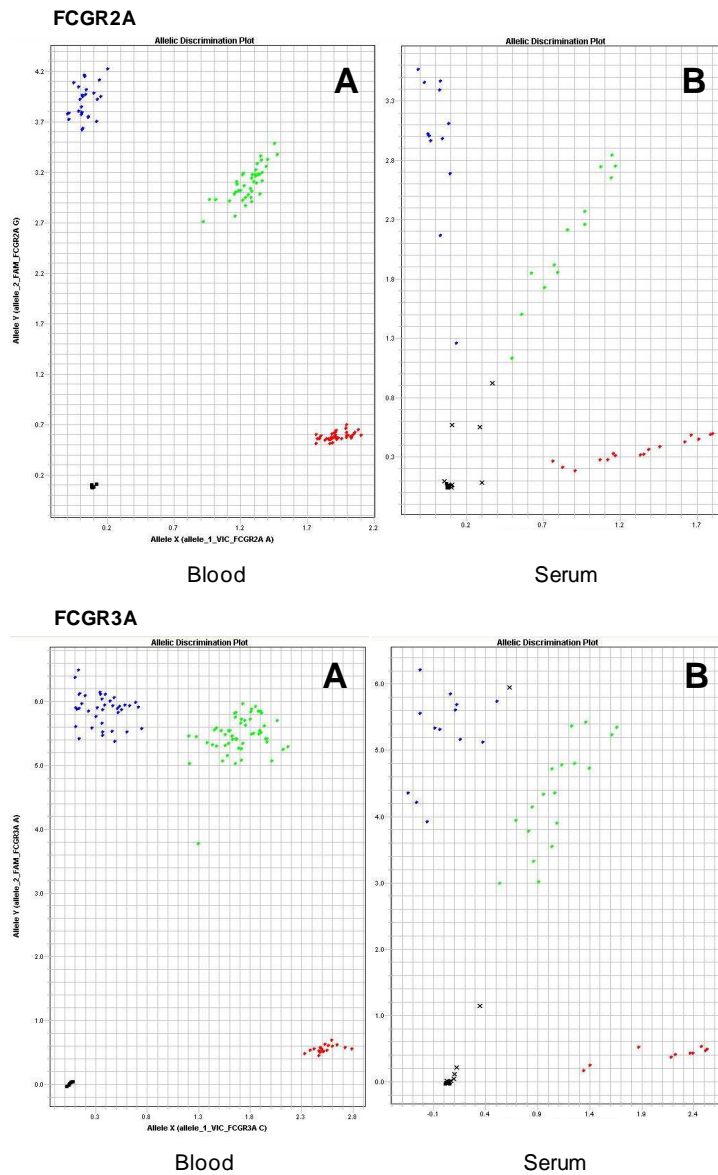 FCGR2A
Allelic Discrimination Plot
A
4.2
3.7
3.2
2.7
2.2
1.7
1.2
0.7
0.2
Allele Y (allele_2_FAM_FCGR2A G)
0.2
0.7
1.2
1.7
2.2
Allele X (allele_1_VIC_FCGR2A A)
Blood
Allelic Discrimination Plot
B
3.3
2.8
2.3
1.8
1.3
0.8
0.3
0.2
0.7
1.2
1.7
Serum
FCGR3A
Allelic Discrimination Plot
A
6.0
5.0
4.0
3.0
2.0
1.0
0.0
Allele Y (allele_2_FAM_FCGR3A A)
0.3
0.8
1.3
1.8
2.3
2.8
Allele X (allele_1_VIC_FCGR3A C)
Blood
Allelic Discrimination Plot
B
6.0
5.0
4.0
3.0
2.0
1.0
0.0
-0.1
0.4
0.9
1.4
1.9
2.4
Serum